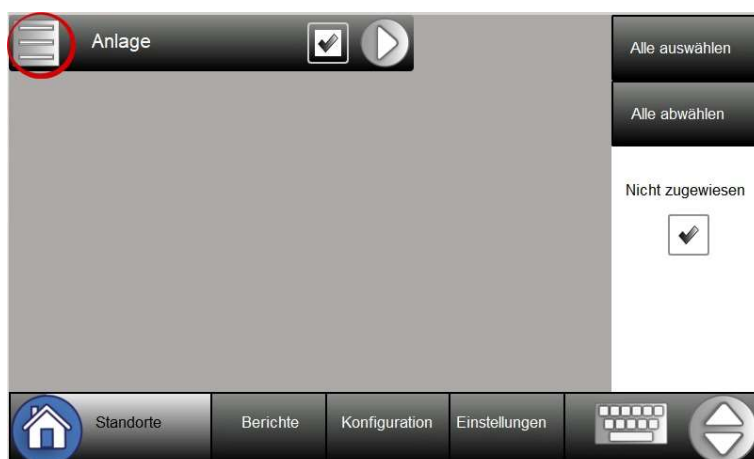 Anlage
Alle auswählen
Alle abwählen
Nicht zugewiesen
Standorte
Berichte
Konfiguration
Einstellungen